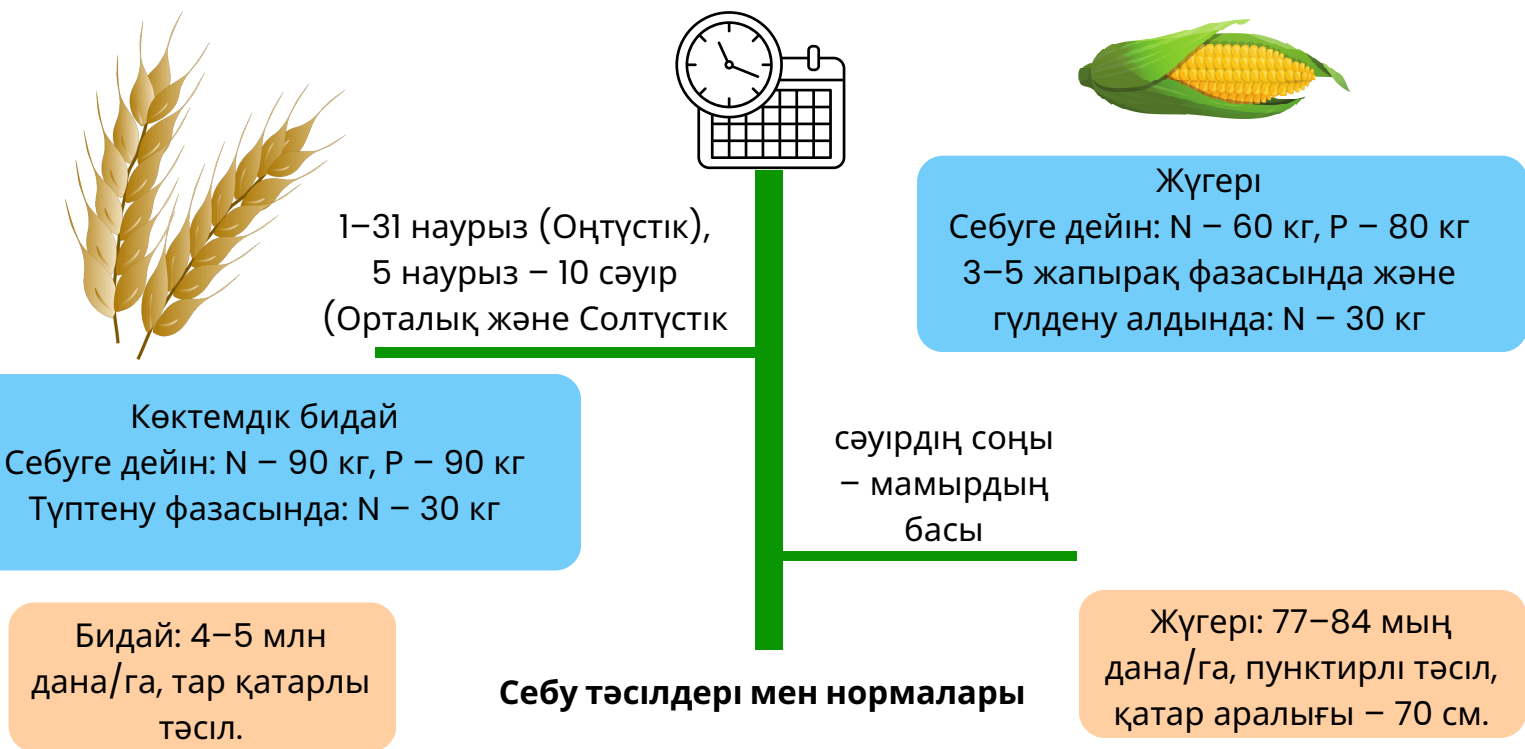 1–31 наурыз (Оңтүстік),
5 наурыз – 10 сәуір
(Орталық және Солтүстік
Жүгері
Себуге дейін: N – 60 кг, P – 80 кг
3–5 жапырақ фазасында және
гүлдену алдында: N – 30 кг
Көктемдік бидай
Себуге дейін: N – 90 кг, P – 90 кг
Түптену фазасында: N – 30 кг
сәуірдің соңы
– мамырдың
басы
Бидай: 4–5 млн
дана/га, тар қатарлы
тәсіл.
Себу тәсілдері мен нормалары
Жүгері: 77–84 мың
дана/га, пунктирлі тәсіл,
қатар аралығы – 70 см.